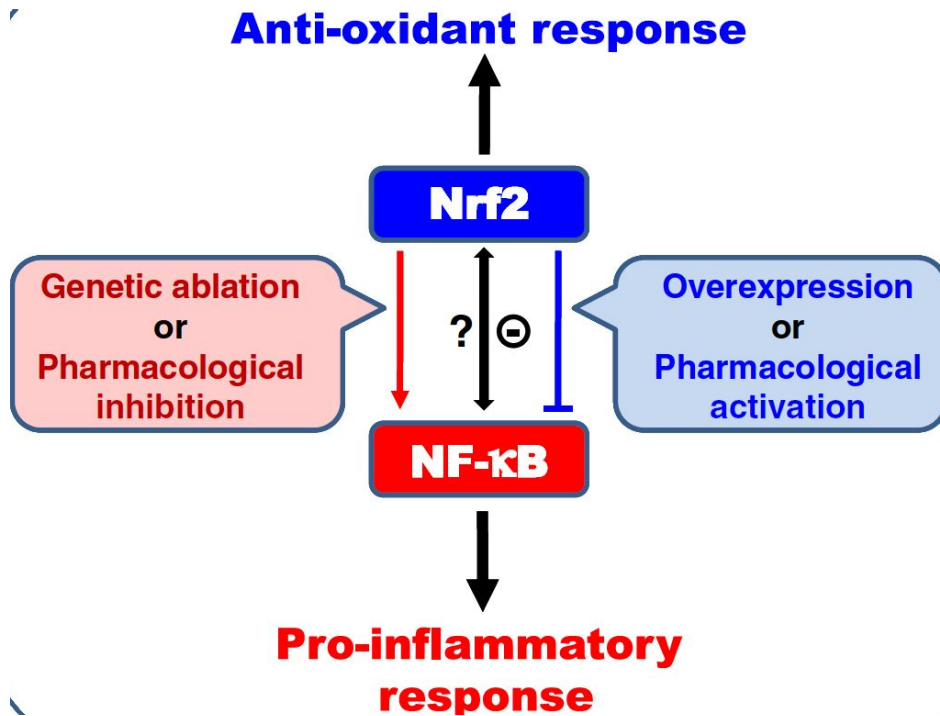 Anti-oxidant response
Nrf2
Genetic ablation
or
Pharmacological
inhibition
? ⊖
Overexpression
or
Pharmacological
activation
NF-κB
Pro-inflammatory
response